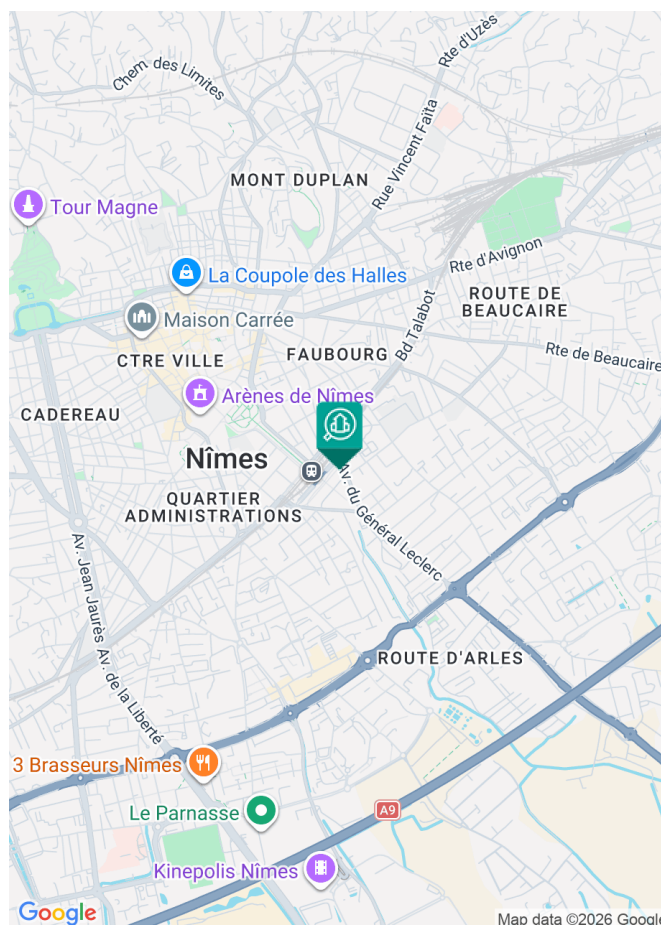 Rte d'Uzès
Chem. des Limites
Rue Vincent Faïta
MONT DUPLAN
Tour Magne
Rte d'Avignon
La Coupole des Halles
ROUTE DE
BEAUCAIRE
Bd Talabot
Maison Carrée
Rte de Beaucaire
FAUBOURG
CTRE VILLE
Arènes de Nîmes
CADEREAU
Nîmes
QUARTIER
ADMINISTRATIONS
Av. du Général Leclerc
Av. Jean Jaurès
Av. de la Liberté
ROUTE D'ARLES
3 Brasseurs Nîmes
Le Parnasse
A9
Kinepolis Nîmes
Google
Map data ©2026 Google